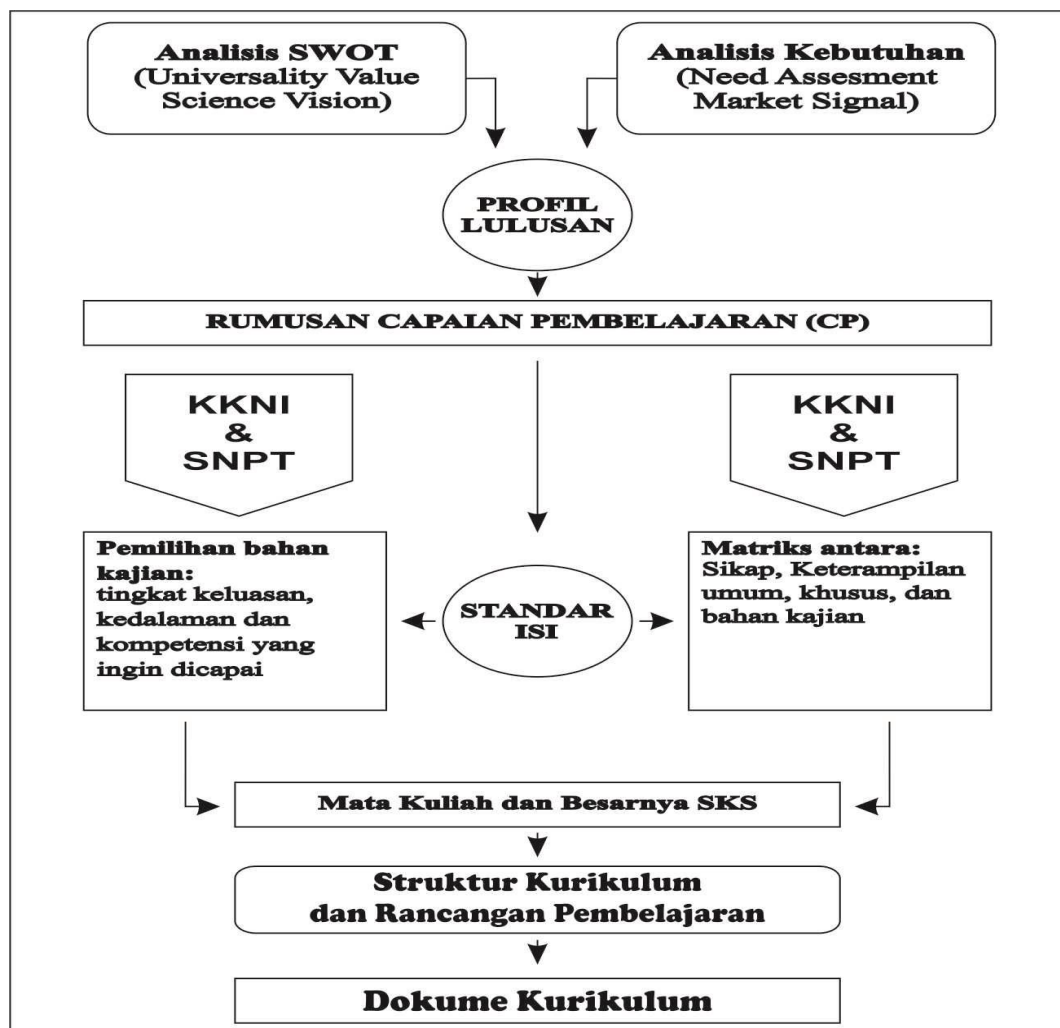 Analisis SWOT
(Universality Value
Science Vision)
Analisis Kebutuhan
(Need Assesment
Market Signal)
PROFIL
LULUSAN
RUMUSAN CAPAIAN PEMBELAJARAN (CP)
KKNI
&
SNPT
KKNI
&
SNPT
Pemilihan bahan
kajian:
tingkat keluasan,
kedalaman dan
kompetensi yang
ingin dicapai
STANDAR
ISI
Matriks antara:
Sikap, Keterampilan
umum, khusus, dan
bahan kajian
Mata Kuliah dan Besarnya SKS
Struktur Kurikulum
dan Rancangan Pembelajaran
Dokume Kurikulum